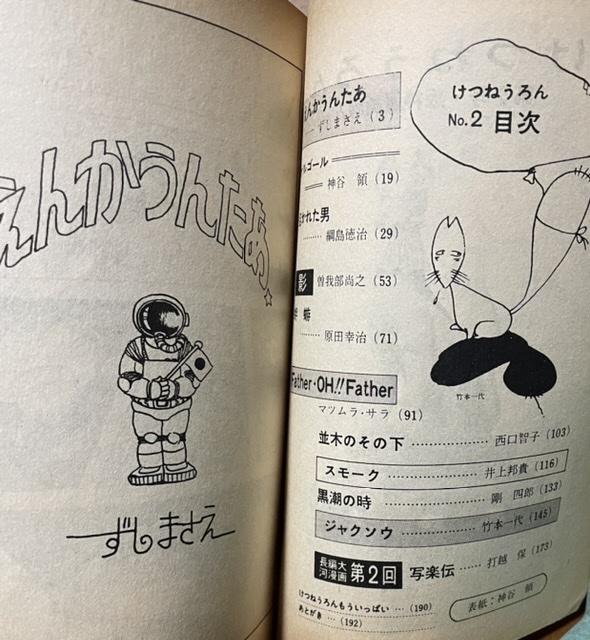 えんかうんたあ
ずしまさえ
けつねうろん
No.2 目次
えんかうんたあ
ずしまさえ (3)
ルゴール
神谷 領 (19)
かれた男
綱島徳治 (29)
影 曽我部尚之 (53)
蝣
原田幸治 (71)
Father・OH!!Father
マツムラ・サラ (91)
並木のその下 西口智子 (103)
スモーク 井上邦貴 (116)
黒潮の時 剛 四郎 (133)
ジャクソウ 竹本一代 (145)
長編大河漫画 第2回 写楽伝 打越 保 (173)
けつねうろんもういっぱい … (190)
あとがき … (192)
表紙:神谷 領
竹本一代